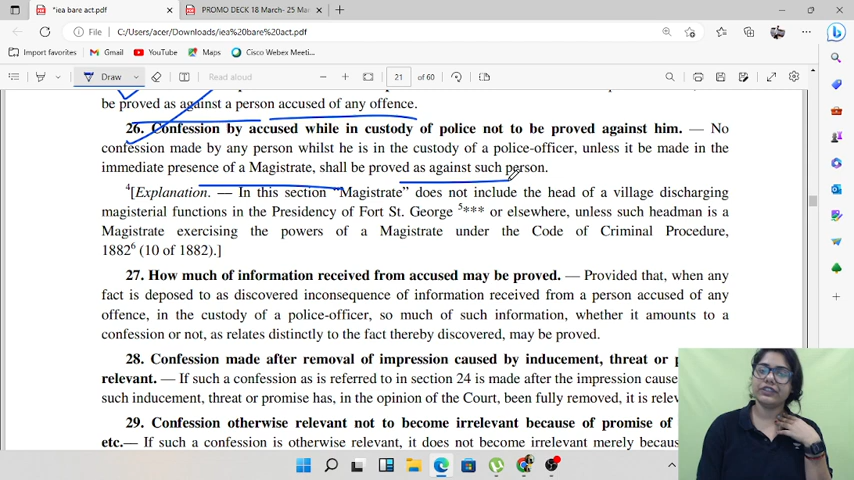 *iea bare act.pdf
PROMO DECK 18 March- 25 Mar
File
C:/Users/acer/Downloads/iea%20bare%20act.pdf
Import favorites
Gmail
YouTube
Maps
Cisco Webex Meeti...
Draw
Read aloud
21 of 60
be proved as against a person accused of any offence.
26. Confession by accused while in custody of police not to be proved against him. — No
confession made by any person whilst he is in the custody of a police-officer, unless it be made in the
immediate presence of a Magistrate, shall be proved as against such person.
4[Explanation. — In this section "Magistrate" does not include the head of a village discharging
magisterial functions in the Presidency of Fort St. George 5*** or elsewhere, unless such headman is a
Magistrate exercising the powers of a Magistrate under the Code of Criminal Procedure,
18826 (10 of 1882).]
27. How much of information received from accused may be proved. — Provided that, when any
fact is deposed to as discovered inconsequence of information received from a person accused of any
offence, in the custody of a police-officer, so much of such information, whether it amounts to a
confession or not, as relates distinctly to the fact thereby discovered, may be proved.
28. Confession made after removal of impression caused by inducement, threat or p
relevant. — If such a confession as is referred to in section 24 is made after the impression cause
such inducement, threat or promise has, in the opinion of the Court, been fully removed, it is relev
29. Confession otherwise relevant not to become irrelevant because of promise of
etc.— If such a confession is otherwise relevant, it does not become irrelevant merely becaus